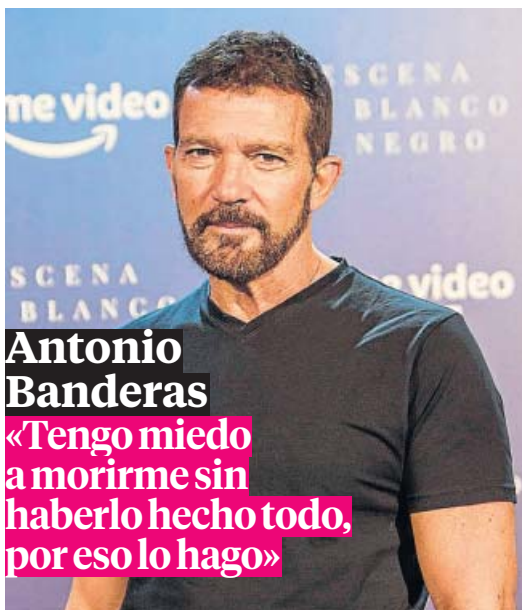 me video
SCENA
BLANCO
NEGRO
SCENA
BLANCO
video
Antonio
Banderas
«Tengo miedo
a morirme sin
haberlo hecho todo,
por eso lo hago»